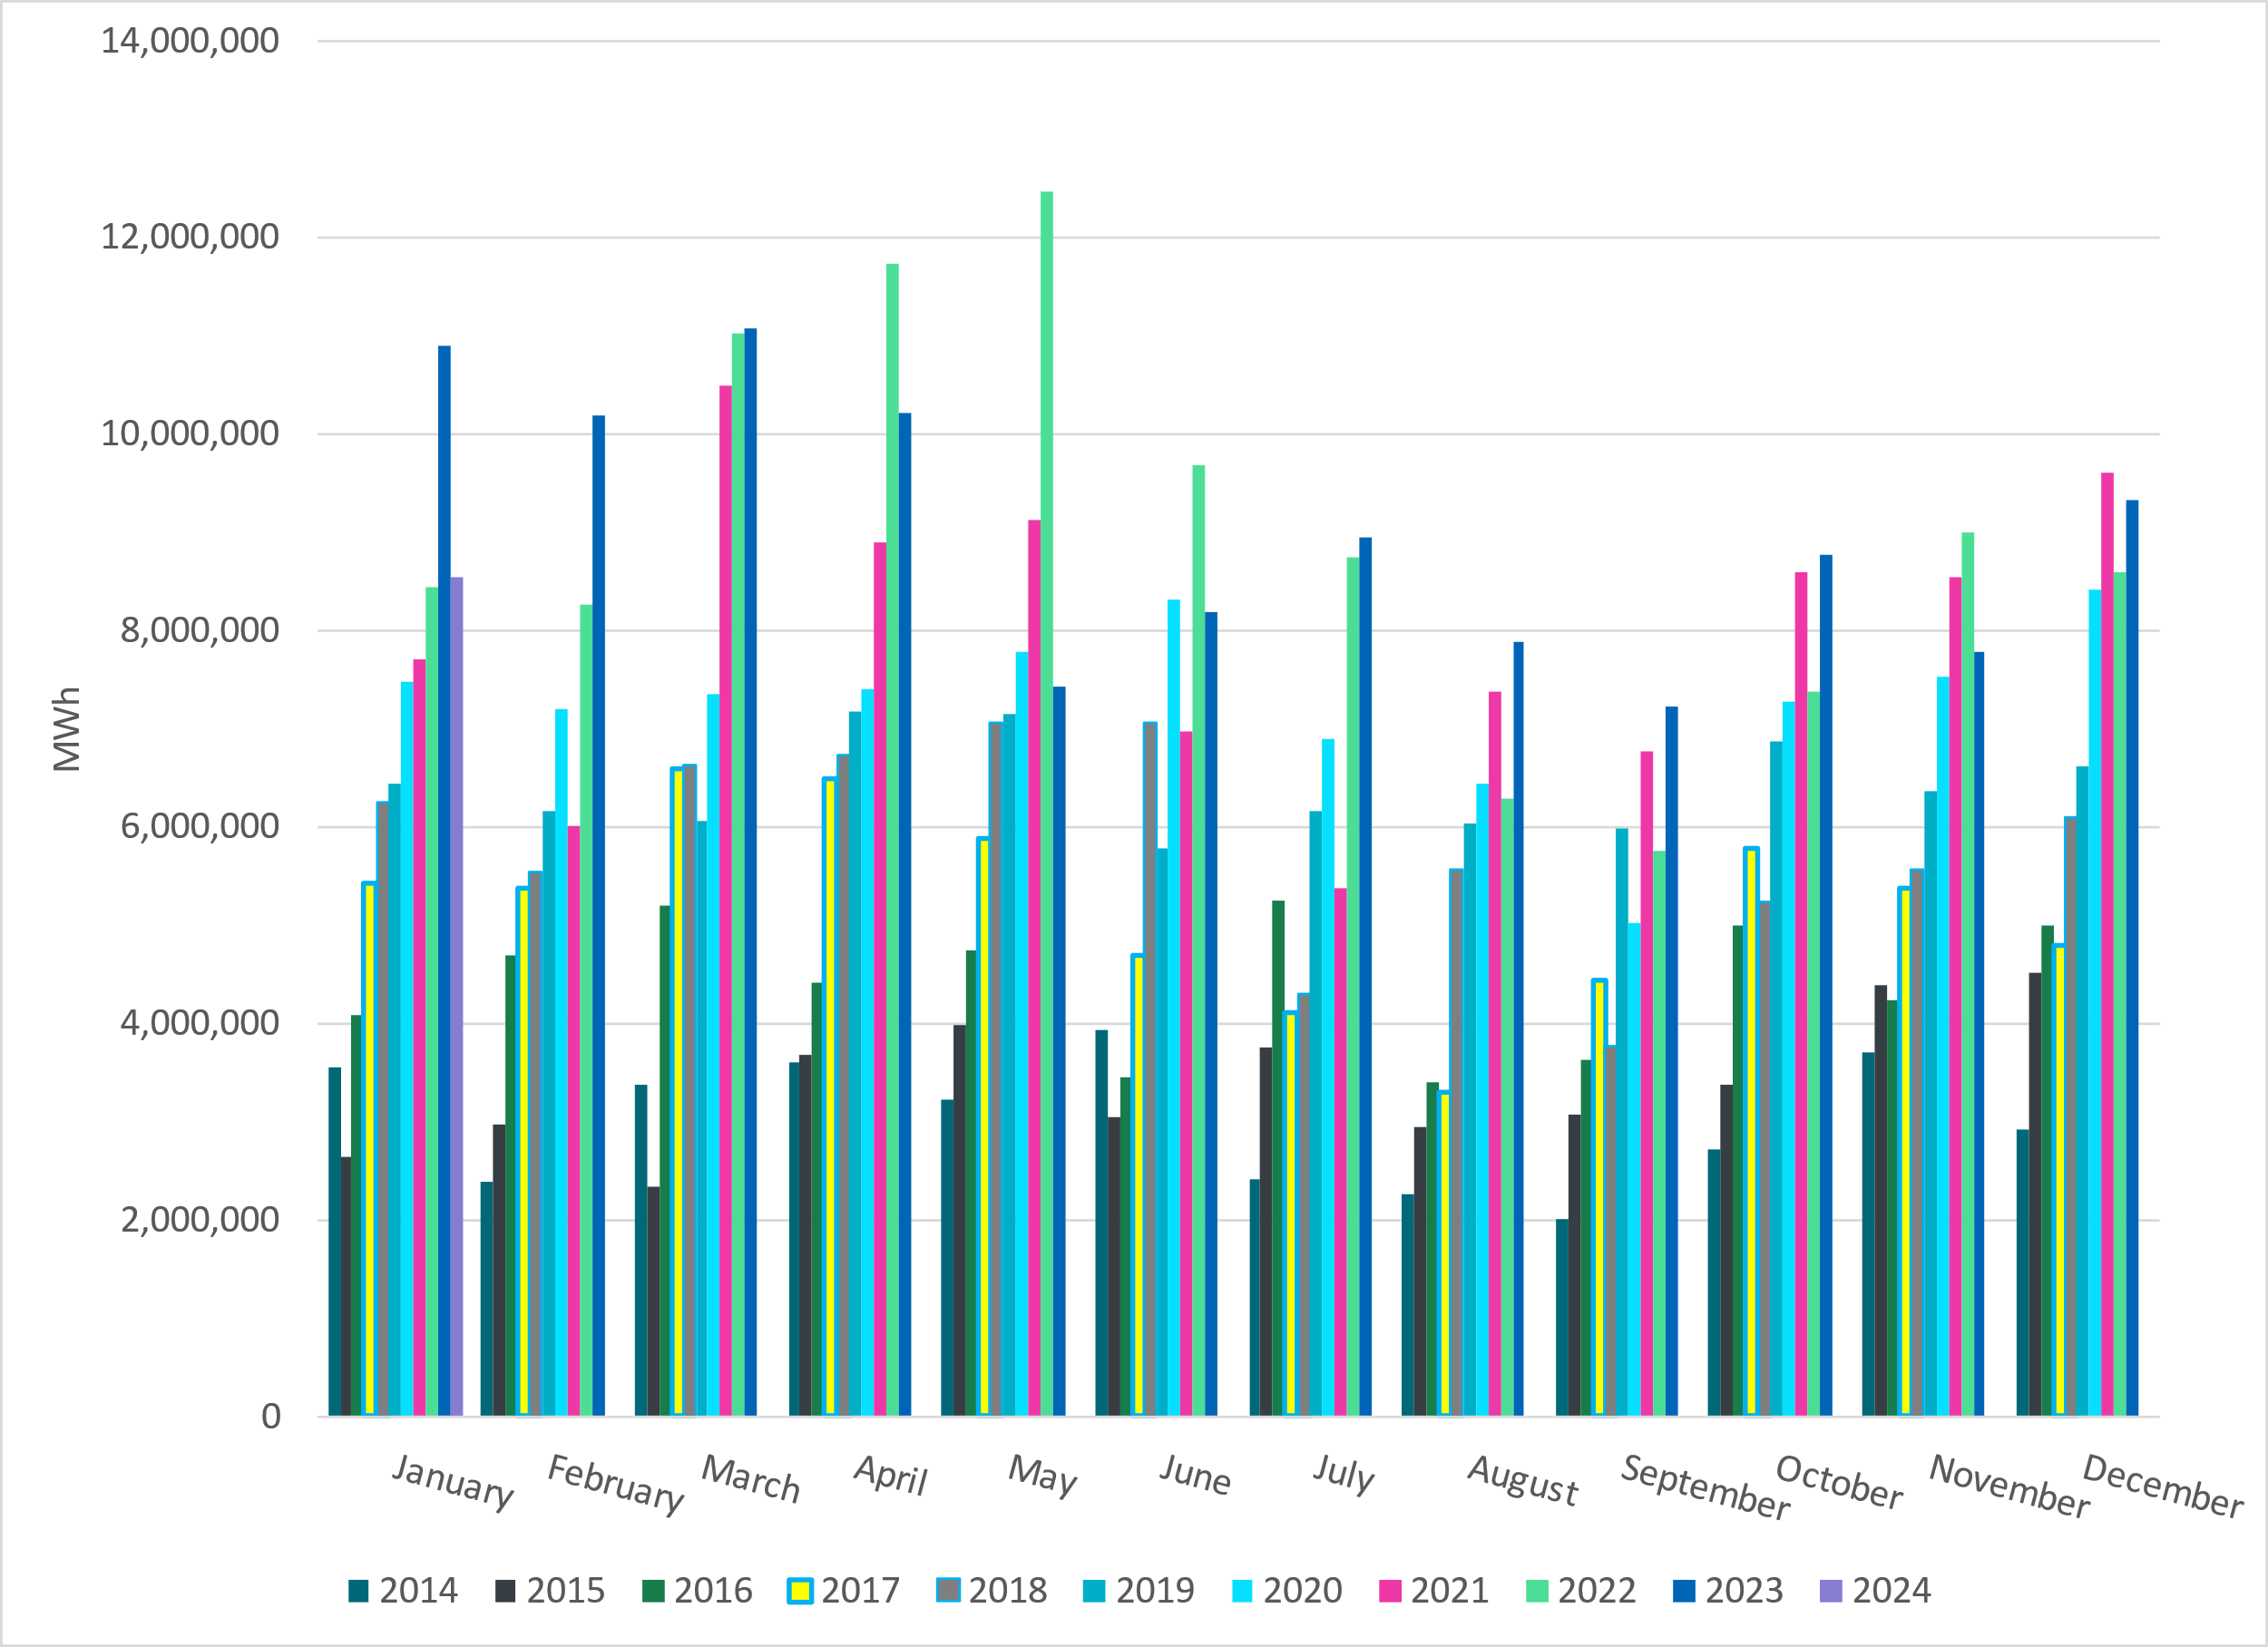 14,000,000
12,000,000
10,000,000
8,000,000
6,000,000
4,000,000
2,000,000
0
MWh
January February March April May June July August September October November December
2014 2015 2016 2017 2018 2019 2020 2021 2022 2023 2024